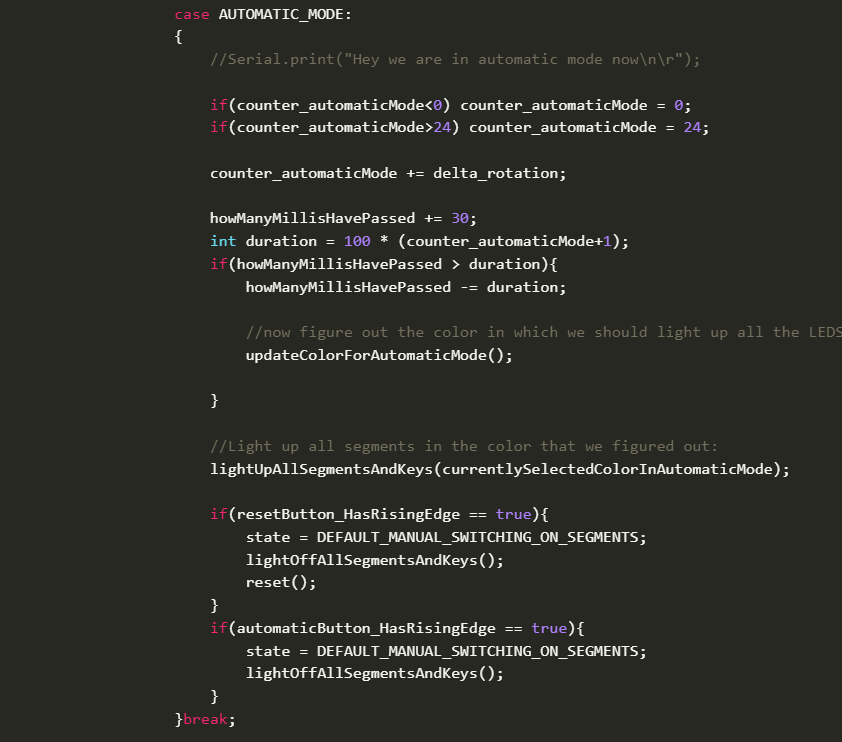 case AUTOMATIC_MODE:
{
//Serial.print("Hey we are in automatic mode now\n\r");
if(counter_automaticMode<0) counter_automaticMode = 0;
if(counter_automaticMode>24) counter_automaticMode = 24;
counter_automaticMode += delta_rotation;
howManyMillisHavePassed += 30;
int duration = 100 * (counter_automaticMode+1);
if(howManyMillisHavePassed > duration){
howManyMillisHavePassed -= duration;
//now figure out the color in which we should light up all the LEDS
updateColorForAutomaticMode();
}
//Light up all segments in the color that we figured out:
lightUpAllSegmentsAndKeys(currentlySelectedColorInAutomaticMode);
if(resetButton_HasRisingEdge == true){
state = DEFAULT_MANUAL_SWITCHING_ON_SEGMENTS;
lightOffAllSegmentsAndKeys();
reset();
}
if(automaticButton_HasRisingEdge == true){
state = DEFAULT_MANUAL_SWITCHING_ON_SEGMENTS;
lightOffAllSegmentsAndKeys();
}
}break;